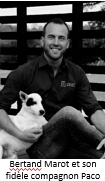 Bertand Marot et son
fidèle compagnon Paco